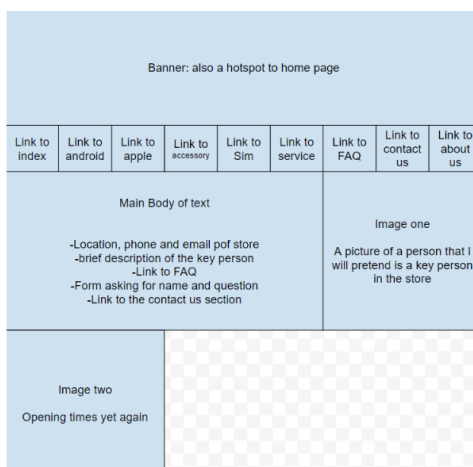 Banner: also a hotspot to home page
Link to
index
Link to
android
Link to
apple
Link to
accessory
Link to
Sim
Link to
service
Link to
FAQ
Link to
contact
us
Link to
about
us
Main Body of text
-Location, phone and email pof store
-brief description of the key person
-Link to FAQ
-Form asking for name and question
-Link to the contact us section
Image one
A picture of a person that I
will pretend is a key person
in the store
Image two
Opening times yet again